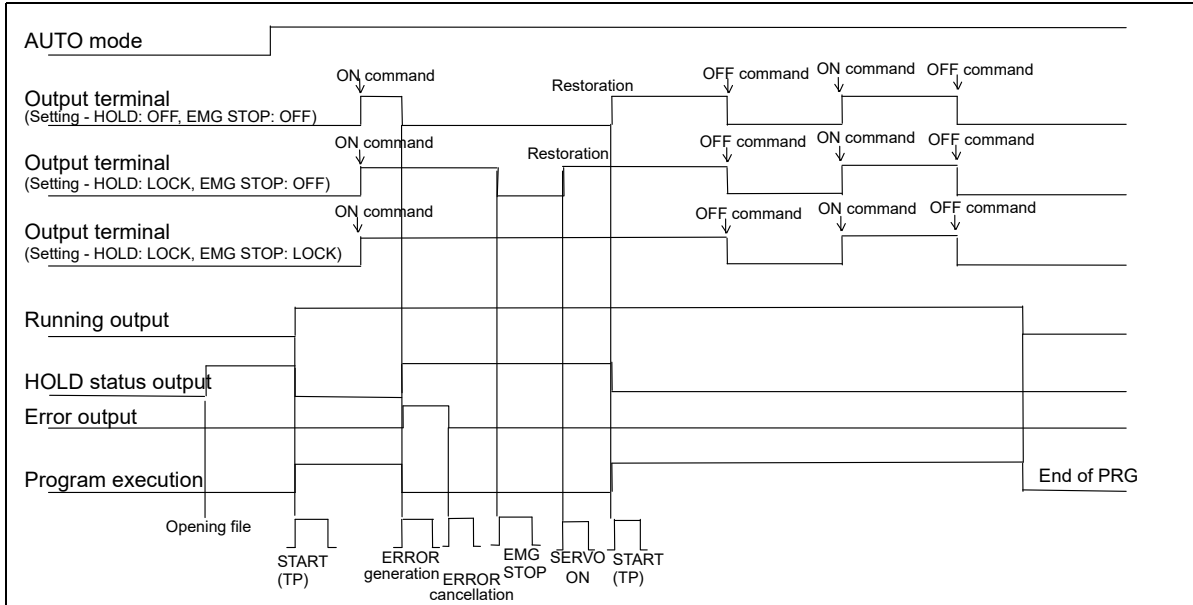 AUTO mode
ON command
OFF command
ON command
OFF command
Restoration
Output terminal
(Setting - HOLD: OFF, EMG STOP: OFF)
ON command
OFF command
ON command
OFF command
Restoration
Output terminal
(Setting - HOLD: LOCK, EMG STOP: OFF)
ON command
OFF command
ON command
OFF command
Output terminal
(Setting - HOLD: LOCK, EMG STOP: LOCK)
Running output
HOLD status output
Error output
Program execution
End of PRG
Opening file
START
(TP)
ERROR
generation
ERROR
cancellation
EMG
STOP
SERVO
ON
START
(TP)